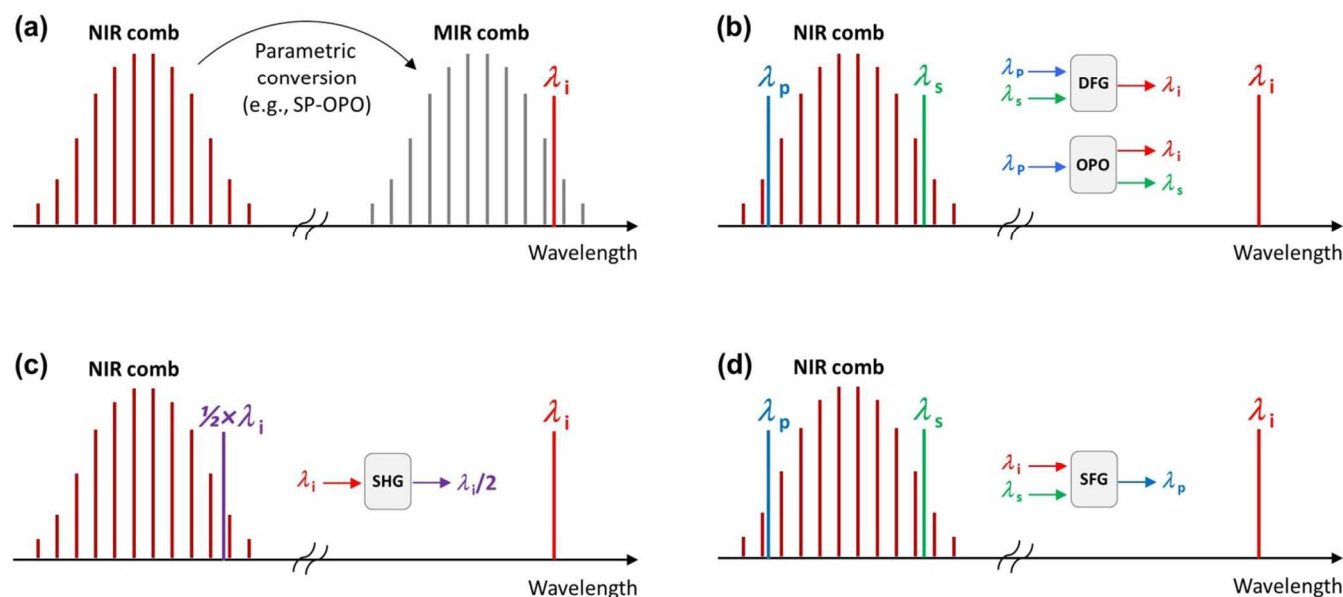 (a)
NIR comb
MIR comb
Parametric
conversion
(e.g., SP-OPO)
λi
Wavelength
(b)
NIR comb
λp
λs
λp
λs
DFG
λi
λp
OPO
λi
λs
λi
Wavelength
(c)
NIR comb
½×λi
λi
SHG
λi/2
λi
Wavelength
(d)
NIR comb
λp
λs
λi
λs
SFG
λp
λi
Wavelength